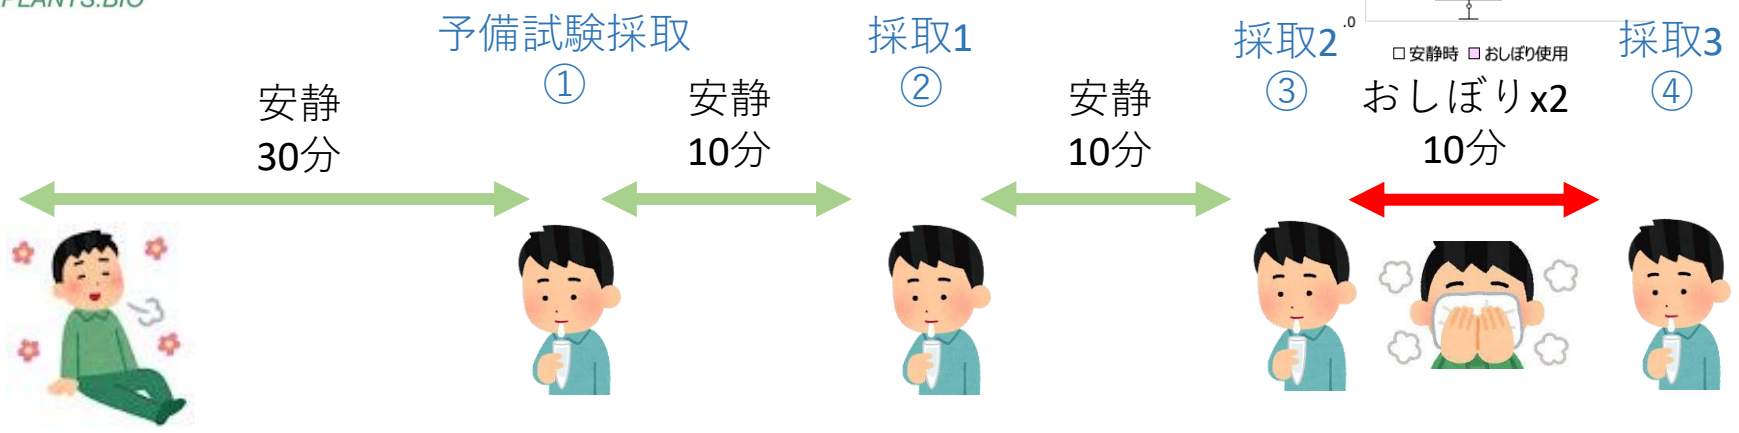 PLANTS.BIO
予備試験採取
①
採取1
②
採取2
③
.0
□安静時 □おしぼり使用
採取3
④
安静
30分
安静
10分
安静
10分
おしぼりx2
10分